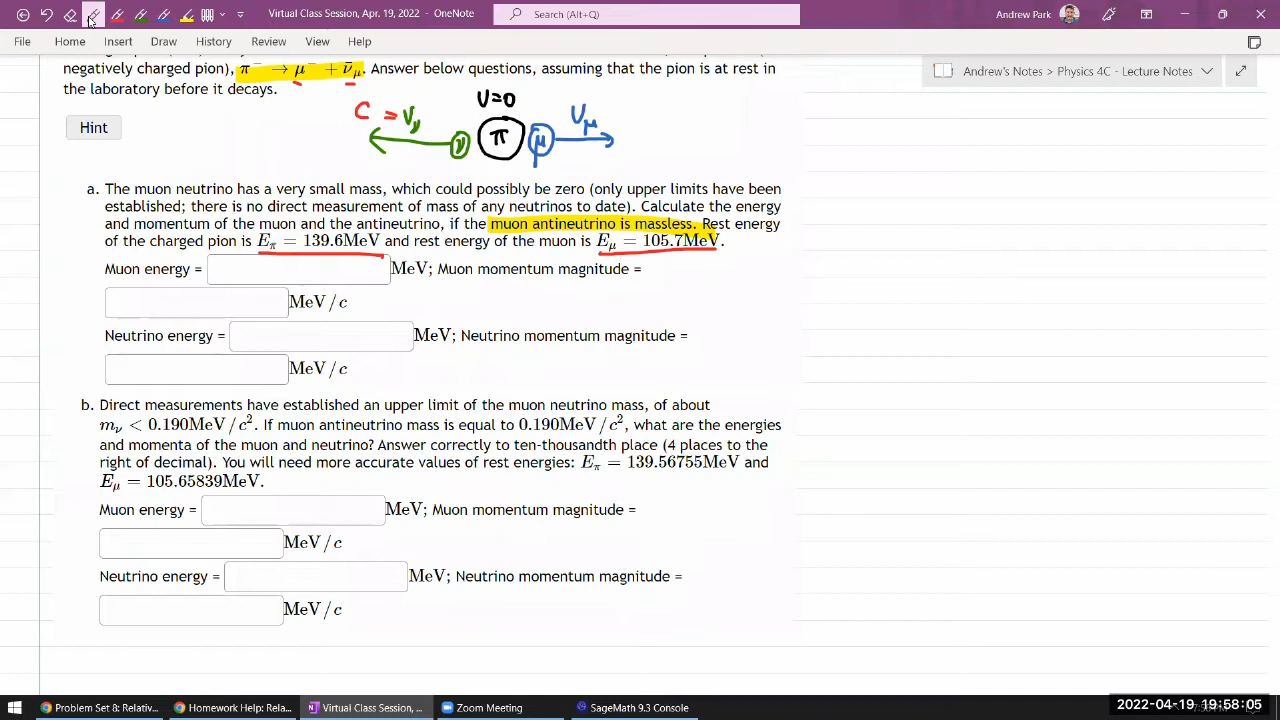 Virtual Class Session, Apr. 19, 2022 - OneNote
Search (Alt+Q)
Andrew Park
File Home Insert Draw History Review View Help
Andrew's Notes - Physics 4C - Lecture Notes
(negatively charged pion), π⁻ → μ⁻ + ν̄_μ. Answer below questions, assuming that the pion is at rest in
the laboratory before it decays.
Hint
C = V_ν
V=0
V_μ
ν π μ
a. The muon neutrino has a very small mass, which could possibly be zero (only upper limits have been
established; there is no direct measurement of mass of any neutrinos to date). Calculate the energy
and momentum of the muon and the antineutrino, if the muon antineutrino is massless. Rest energy
of the charged pion is E_π = 139.6MeV and rest energy of the muon is E_μ = 105.7MeV.
Muon energy = MeV; Muon momentum magnitude =
MeV/c
Neutrino energy = MeV; Neutrino momentum magnitude =
MeV/c
b. Direct measurements have established an upper limit of the muon neutrino mass, of about
m_ν < 0.190MeV/c². If muon antineutrino mass is equal to 0.190MeV/c², what are the energies
and momenta of the muon and neutrino? Answer correctly to ten-thousandth place (4 places to the
right of decimal). You will need more accurate values of rest energies: E_π = 139.56755MeV and
E_μ = 105.65839MeV.
Muon energy = MeV; Muon momentum magnitude =
MeV/c
Neutrino energy = MeV; Neutrino momentum magnitude =
MeV/c
Problem Set 8: Relativ...
Homework Help: Rela...
Virtual Class Session, ...
Zoom Meeting
SageMath 9.3 Console
2022-04-19 19:58:05